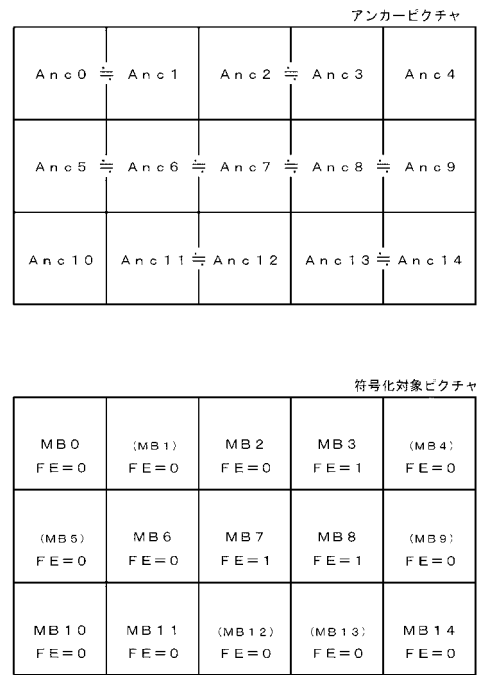 アンカーピクチャ
Anc0 ≒ Anc1 Anc2 ≒ Anc3 Anc4
Anc5 ≒ Anc6 ≒ Anc7 ≒ Anc8 ≒ Anc9
Anc10 Anc11 ≒ Anc12 Anc13 ≒ Anc14
符号化対象ピクチャ
MB0 (MB1) MB2 MB3 (MB4)
FE=0 FE=0 FE=0 FE=1 FE=0
(MB5) MB6 MB7 MB8 (MB9)
FE=0 FE=0 FE=1 FE=1 FE=0
MB10 MB11 (MB12) (MB13) MB14
FE=0 FE=0 FE=0 FE=0 FE=0